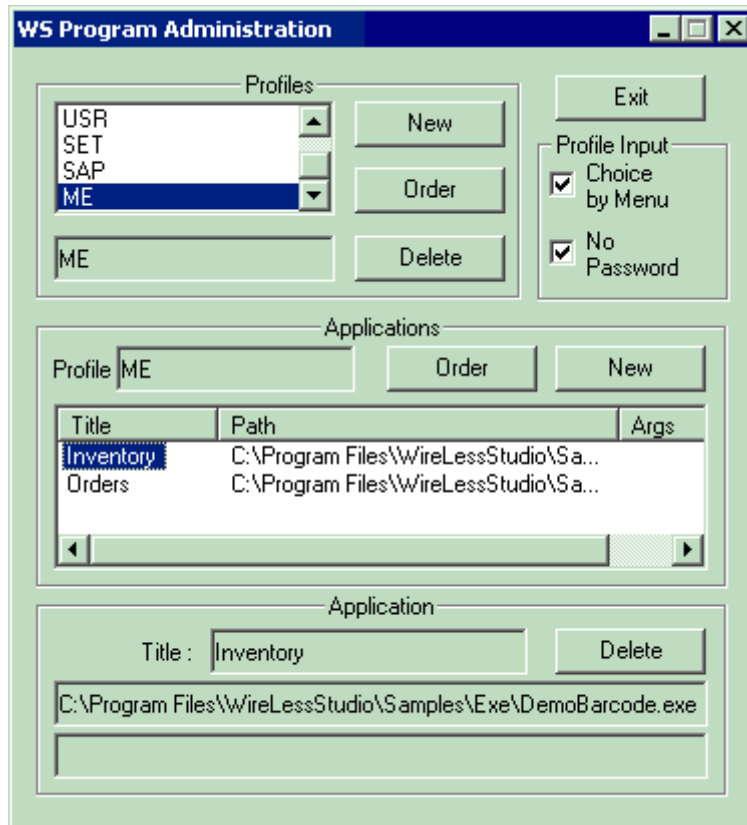 WS Program Administration
Profiles
USR
SET
SAP
ME
New
Order
ME
Delete
Exit
Profile Input
Choice
by Menu
No
Password
Applications
Profile ME
Order
New
Title Path Args
Inventory C:\Program Files\WireLessStudio\Sa...
Orders C:\Program Files\WireLessStudio\Sa...
Application
Title : Inventory
Delete
C:\Program Files\WireLessStudio\Samples\Exe\DemoBarcode.exe